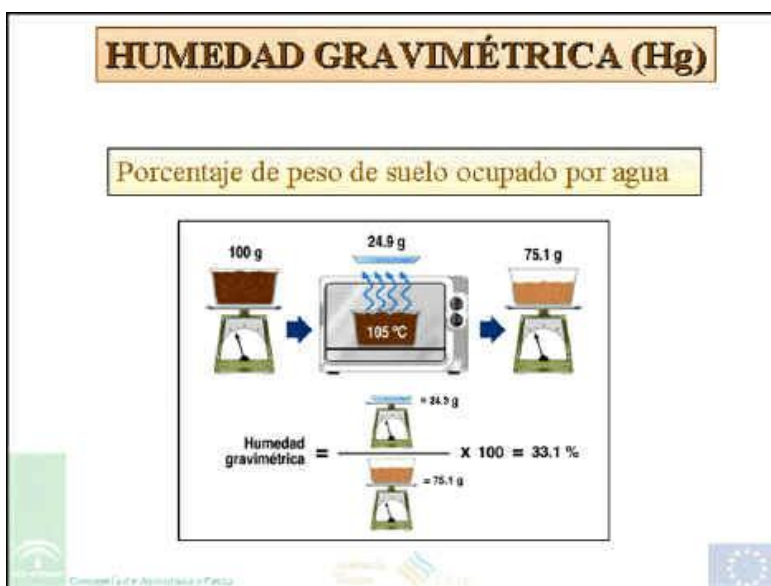 HUMEDAD GRAVIMÉTRICA (Hg)
Porcentaje de peso de suelo ocupado por agua
100 g
24.9 g
75.1 g
105 ºC
= 24.9 g
Humedad
gravimétrica = x 100 = 33.1 %
= 75.1 g